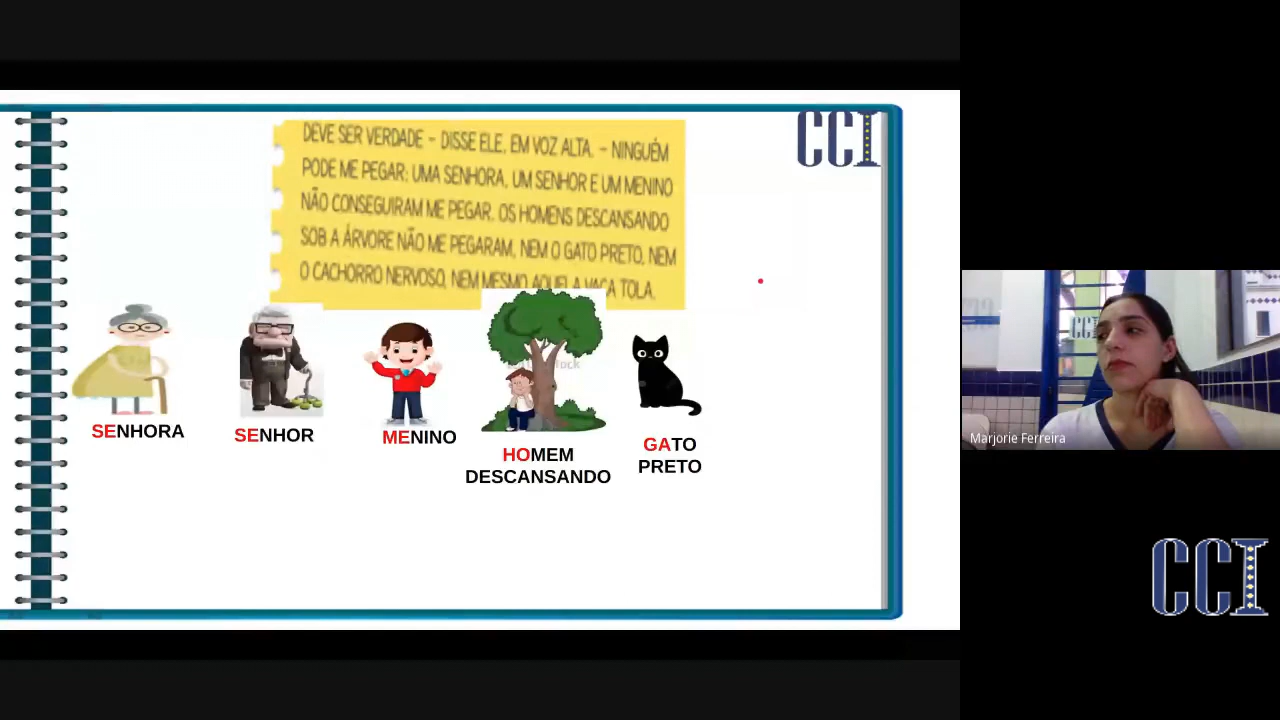 CCI
DEVE SER VERDADE - DISSE ELE, EM VOZ ALTA. - NINGUÉM
PODE ME PEGAR: UMA SENHORA, UM SENHOR E UM MENINO
NÃO CONSEGUIRAM ME PEGAR. OS HOMENS DESCANSANDO
SOB A ÁRVORE NÃO ME PEGARAM, NEM O GATO PRETO, NEM
O CACHORRO NERVOSO, NEM MESMO AQUELA VACA TOLA.
SENHORA
SENHOR
MENINO
HOMEM
DESCANSANDO
GATO
PRETO
CCI
Marjorie Ferreira
CCI